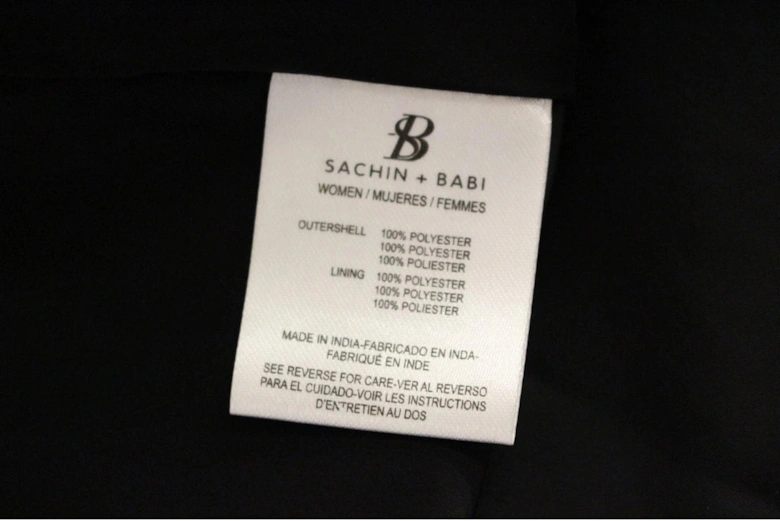 SB
SACHIN + BABI
WOMEN / MUJERES / FEMMES
OUTERSHELL 100% POLYESTER
100% POLYESTER
100% POLIESTER
LINING 100% POLYESTER
100% POLYESTER
100% POLIESTER
MADE IN INDIA-FABRICADO EN INDA-
FABRIQUÉ EN INDE
SEE REVERSE FOR CARE-VER AL REVERSO
PARA EL CUIDADO-VOIR LES INSTRUCTIONS
D'ENTRETIEN AU DOS